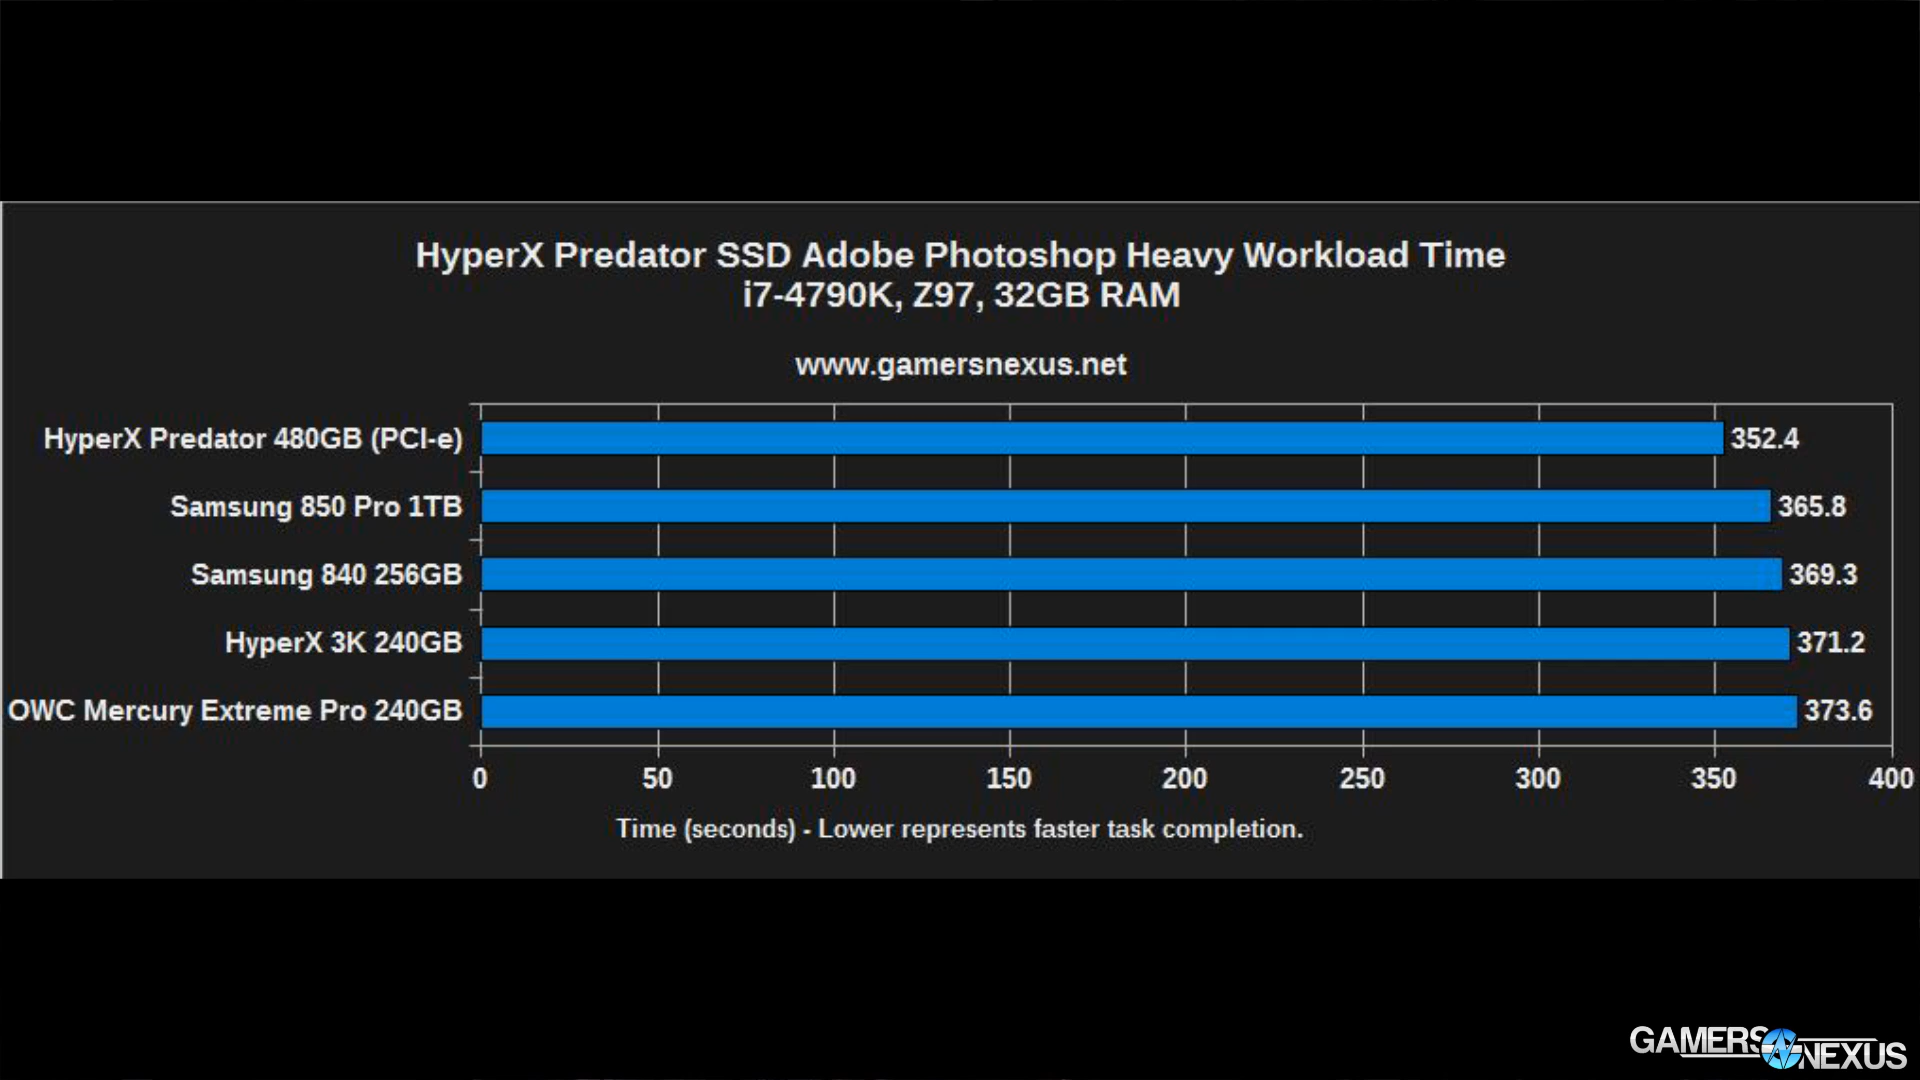 HyperX Predator SSD Adobe Photoshop Heavy Workload Time
i7-4790K, Z97, 32GB RAM
www.gamersnexus.net
HyperX Predator 480GB (PCI-e) 352.4
Samsung 850 Pro 1TB 365.8
Samsung 840 256GB 369.3
HyperX 3K 240GB 371.2
OWC Mercury Extreme Pro 240GB 373.6
0 50 100 150 200 250 300 350 400
Time (seconds) - Lower represents faster task completion.
GAMERS NEXUS